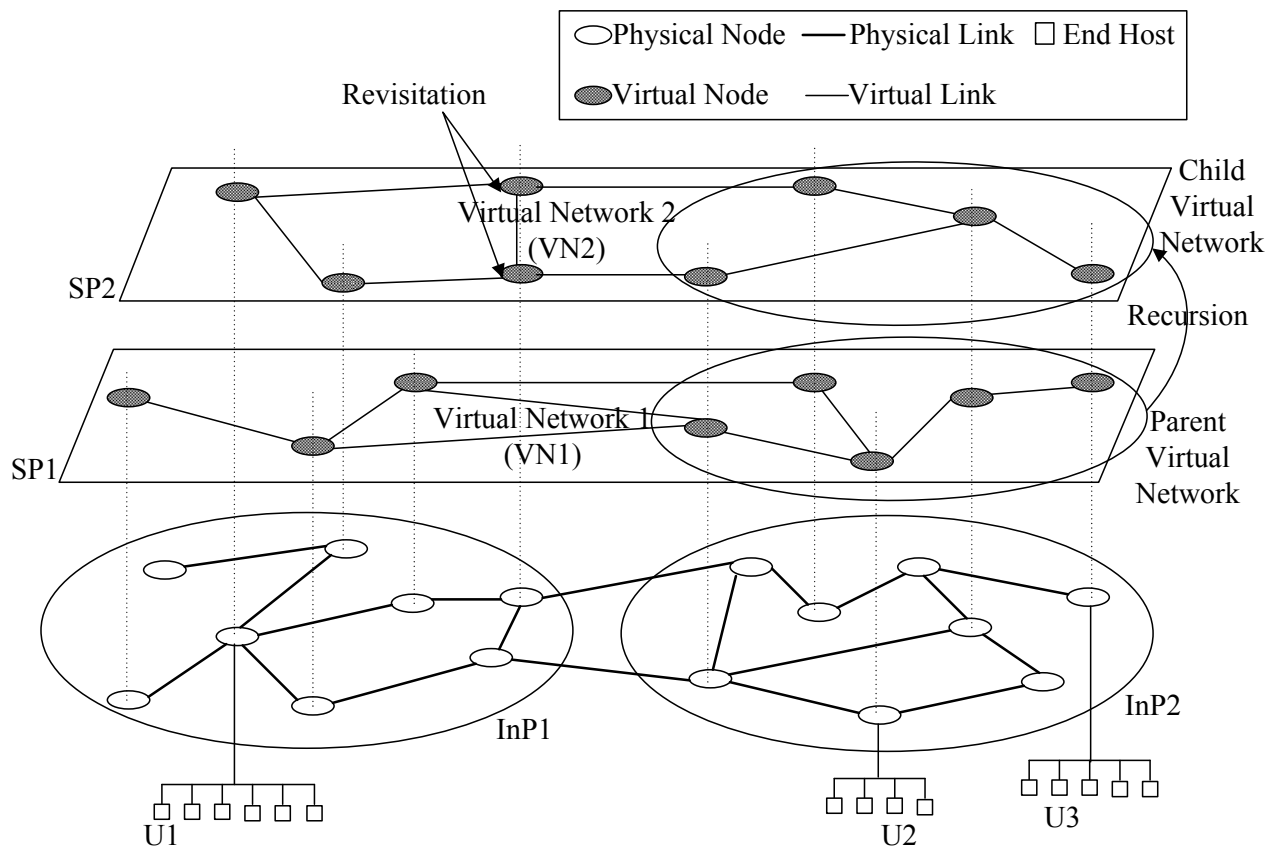 Physical Node Physical Link End Host
Virtual Node Virtual Link
Revisitation
Virtual Network 2
(VN2)
Child
Virtual
Network
SP2
Recursion
Virtual Network 1
(VN1)
SP1
Parent
Virtual
Network
InP1
InP2
U1
U2
U3